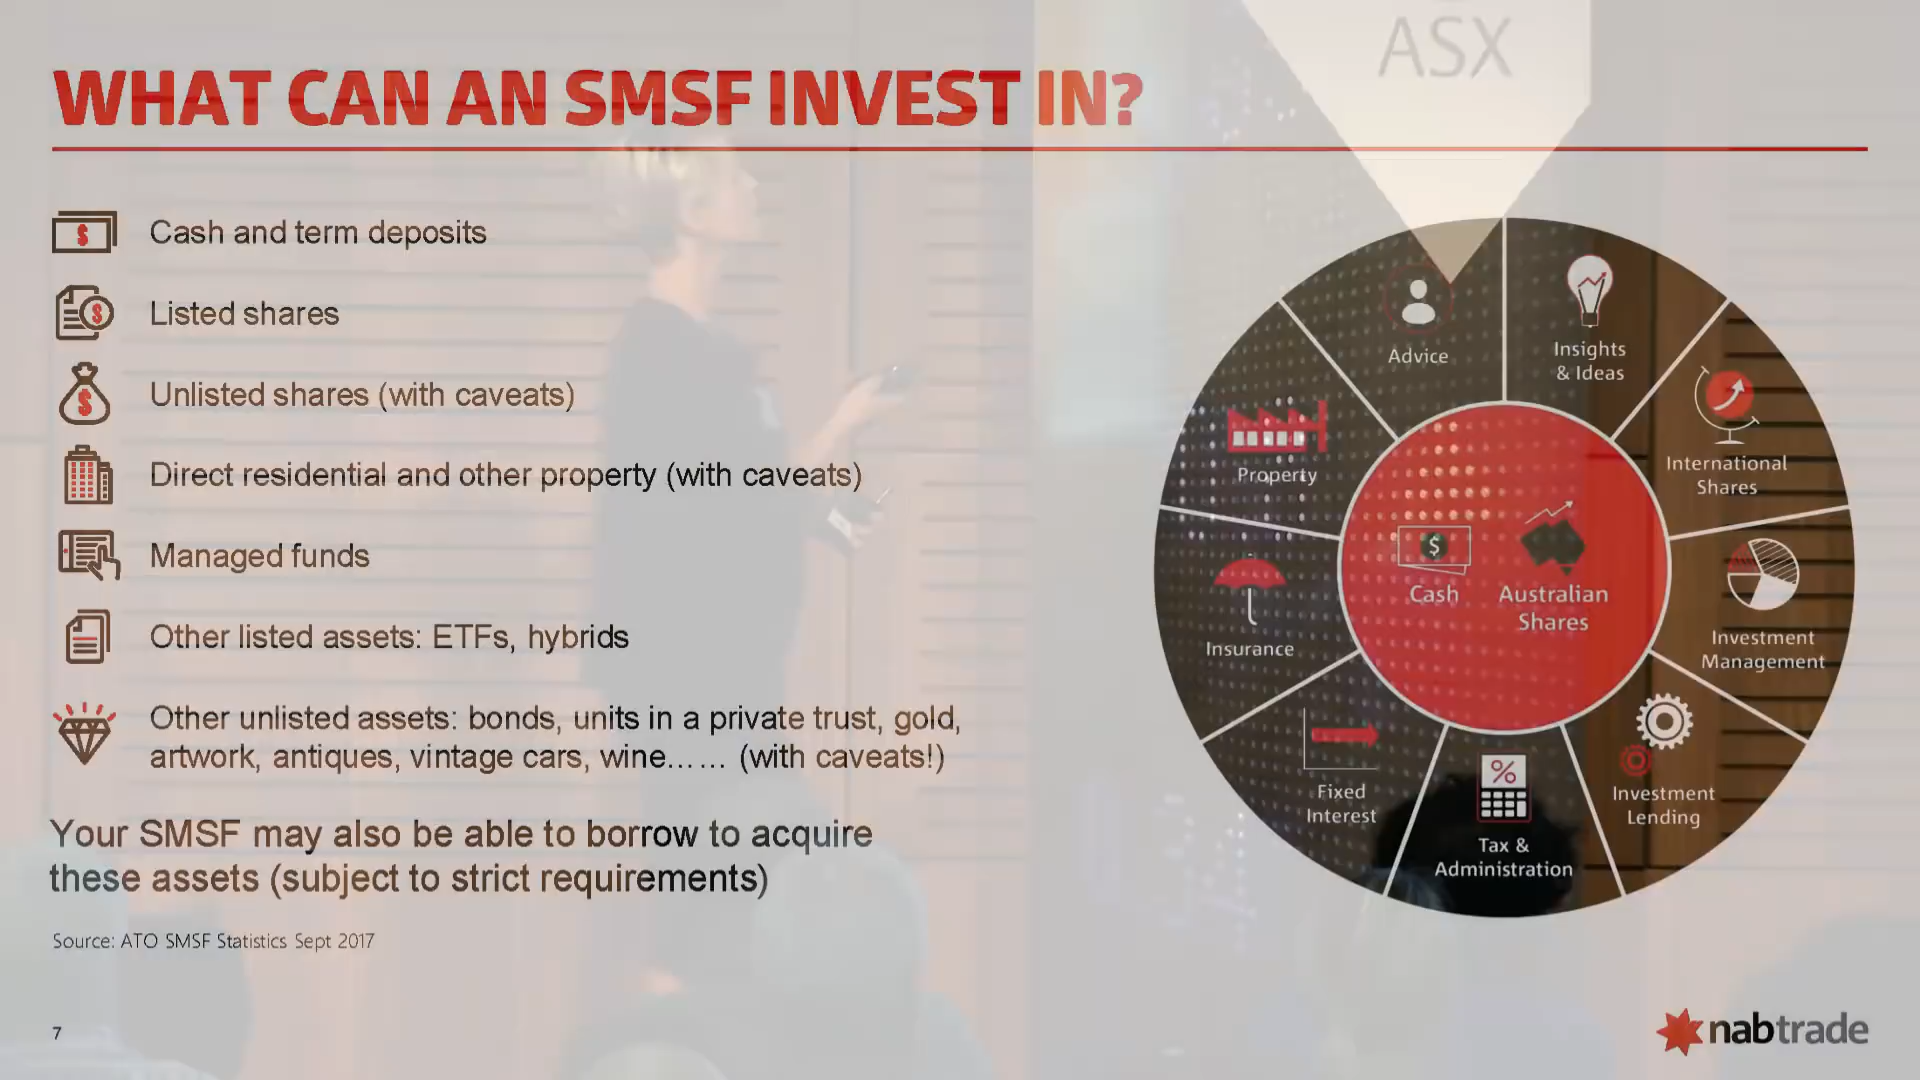 ASX
WHAT CAN AN SMSF INVEST IN?
$ Cash and term deposits
$ Listed shares
$ Unlisted shares (with caveats)
Direct residential and other property (with caveats)
Managed funds
Other listed assets: ETFs, hybrids
Other unlisted assets: bonds, units in a private trust, gold,
artwork, antiques, vintage cars, wine...... (with caveats!)
Your SMSF may also be able to borrow to acquire
these assets (subject to strict requirements)
Source: ATO SMSF Statistics Sept 2017
7
Advice
Insights
& Ideas
International
Shares
Investment
Management
Investment
Lending
%
Tax &
Administration
Fixed
Interest
Insurance
Property
$
Cash
Australian
Shares
nabtrade